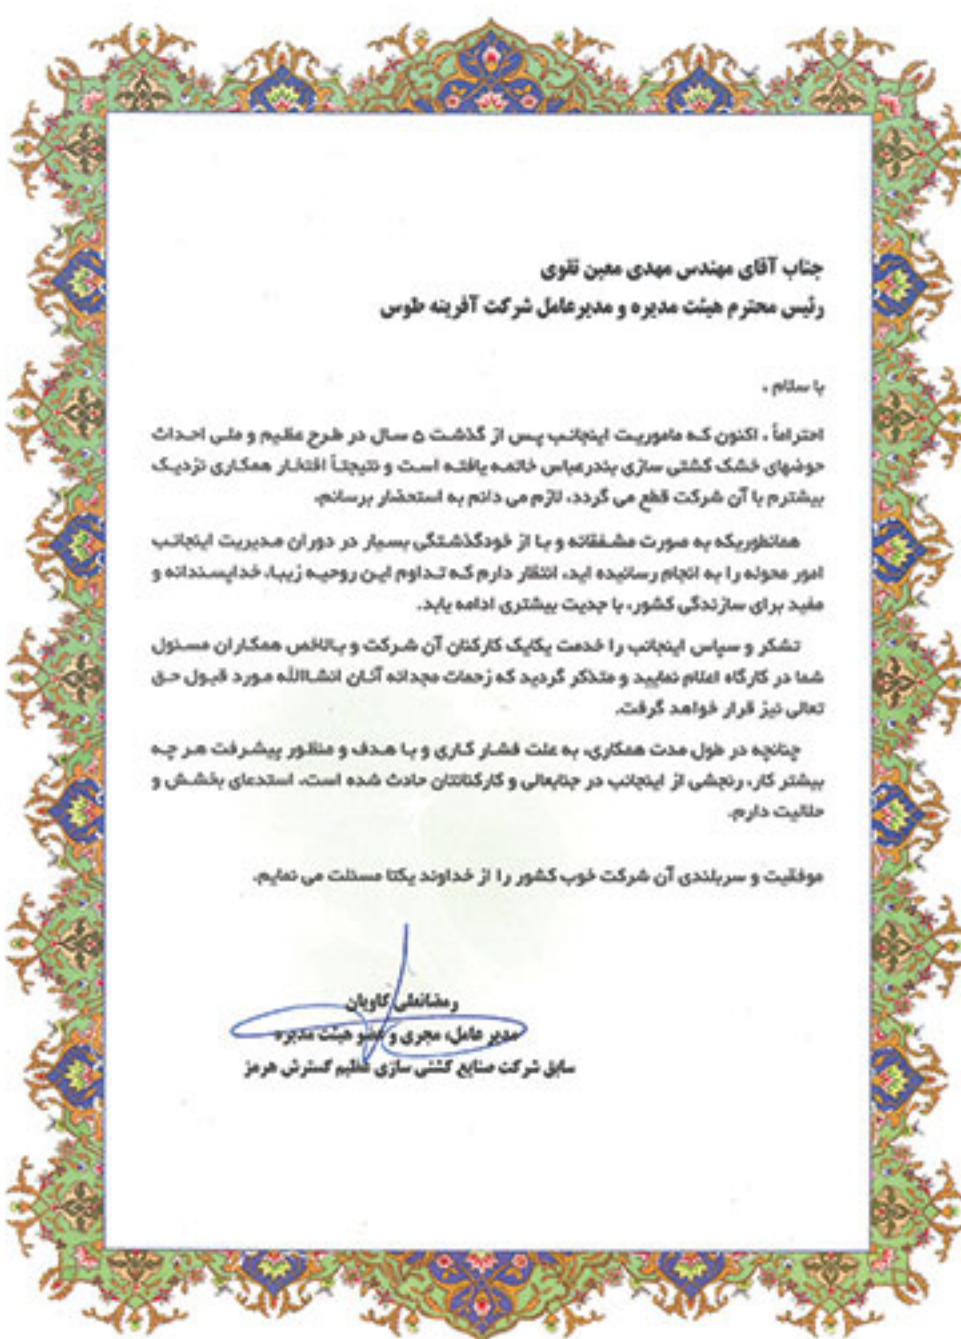 جناب آقای مهندس مهدی معین تقوی
رئیس محترم هیئت مدیره و مدیرعامل شرکت آفرینه طوس
با سلام ،
احتراماً ، اکنون که ماموریت اینجانب پس از گذشت ۵ سال در طرح عظیم و ملی احداث
حوضهای خشک کشتی سازی بندرعباس خاتمه یافته است و نتیجتاً افتخار همکاری نزدیک
بیشترم با آن شرکت قطع می گردد، لازم می دانم به استحضار برسانم.
همانطوریکه به صورت مشفقانه و با از خودگذشتگی بسیار در دوران مدیریت اینجانب
امور محوله را به انجام رسانیده اید، انتظار دارم که تداوم این روحیه زیبا، خداپسندانه و
مفید برای سازندگی کشور، با جدیت بیشتری ادامه یابد.
تشکر و سپاس اینجانب را خدمت یکایک کارکنان آن شرکت و بالاخص همکاران مسئول
شما در کارگاه اعلام نمایید و متذکر گردید که زحمات مجدانه آنان انشاالله مورد قبول حق
تعالی نیز قرار خواهد گرفت.
چنانچه در طول مدت همکاری، به علت فشار کاری و با هدف و منظور پیشرفت هر چه
بیشتر کار، رنجشی از اینجانب در جنابعالی و کارکنانتان حادث شده است، استدعای بخشش و
حلالیت دارم.
موفقیت و سربلندی آن شرکت خوب کشور را از خداوند یکتا مسئلت می نمایم.
رمضانعلی کاویان
مدیر عامل، مجری و عضو هیئت مدیره
سابق شرکت صنایع کشتی سازی عظیم گسترش هرمز